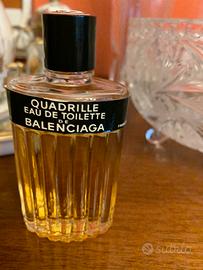 QUADRILLE
EAU DE TOILETTE
DE
BALENCIAGA
Subito